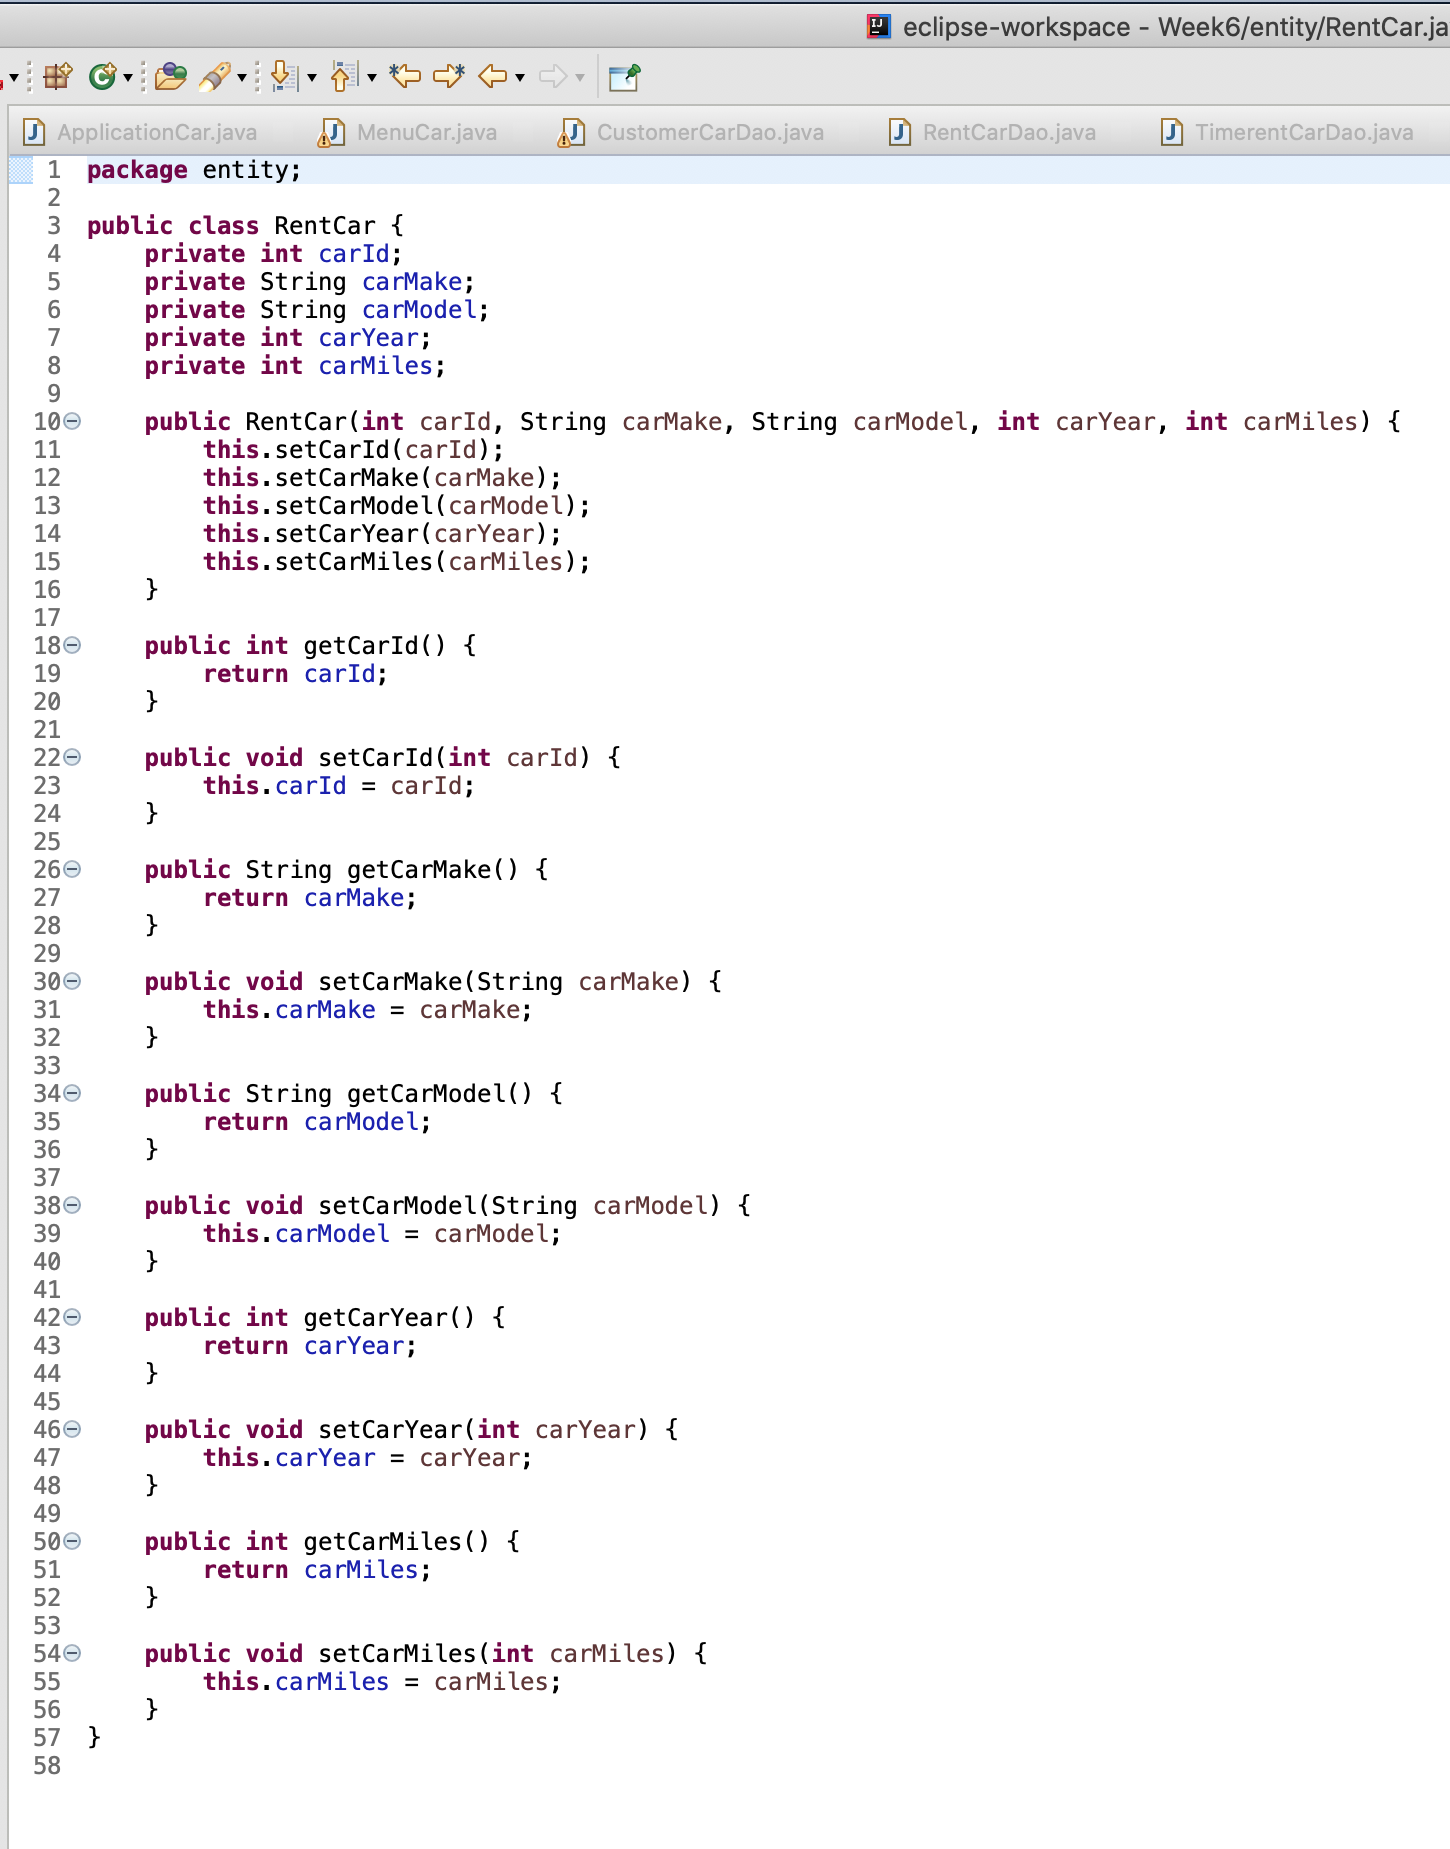 eclipse-workspace - Week6/entity/RentCar.ja
ApplicationCar.java MenuCar.java CustomerCarDao.java RentCarDao.java TimerentCarDao.java
1 package entity;
2
3 public class RentCar {
4     private int carId;
5     private String carMake;
6     private String carModel;
7     private int carYear;
8     private int carMiles;
9
10     public RentCar(int carId, String carMake, String carModel, int carYear, int carMiles) {
11         this.setCarId(carId);
12         this.setCarMake(carMake);
13         this.setCarModel(carModel);
14         this.setCarYear(carYear);
15         this.setCarMiles(carMiles);
16     }
17
18     public int getCarId() {
19         return carId;
20     }
21
22     public void setCarId(int carId) {
23         this.carId = carId;
24     }
25
26     public String getCarMake() {
27         return carMake;
28     }
29
30     public void setCarMake(String carMake) {
31         this.carMake = carMake;
32     }
33
34     public String getCarModel() {
35         return carModel;
36     }
37
38     public void setCarModel(String carModel) {
39         this.carModel = carModel;
40     }
41
42     public int getCarYear() {
43         return carYear;
44     }
45
46     public void setCarYear(int carYear) {
47         this.carYear = carYear;
48     }
49
50     public int getCarMiles() {
51         return carMiles;
52     }
53
54     public void setCarMiles(int carMiles) {
55         this.carMiles = carMiles;
56     }
57 }
58